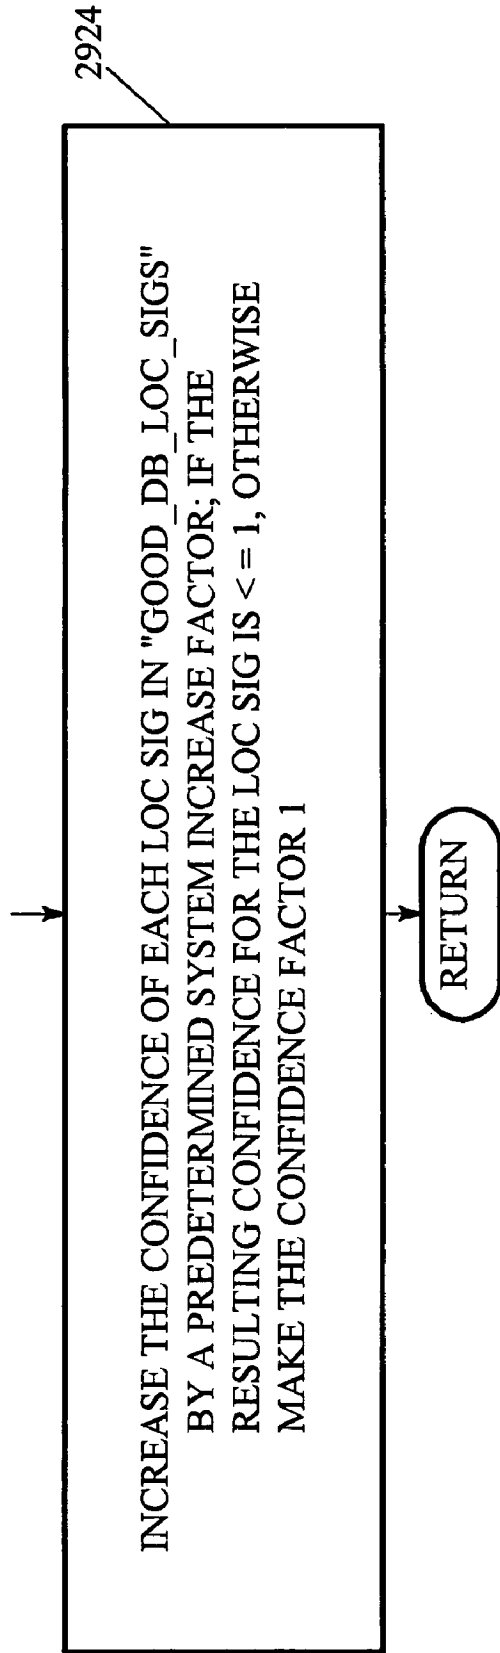 2924
INCREASE THE CONFIDENCE OF EACH LOC SIG IN "GOOD_DB_LOC_SIGS"
BY A PREDETERMINED SYSTEM INCREASE FACTOR; IF THE
RESULTING CONFIDENCE FOR THE LOC SIG IS < = 1, OTHERWISE
MAKE THE CONFIDENCE FACTOR 1
RETURN